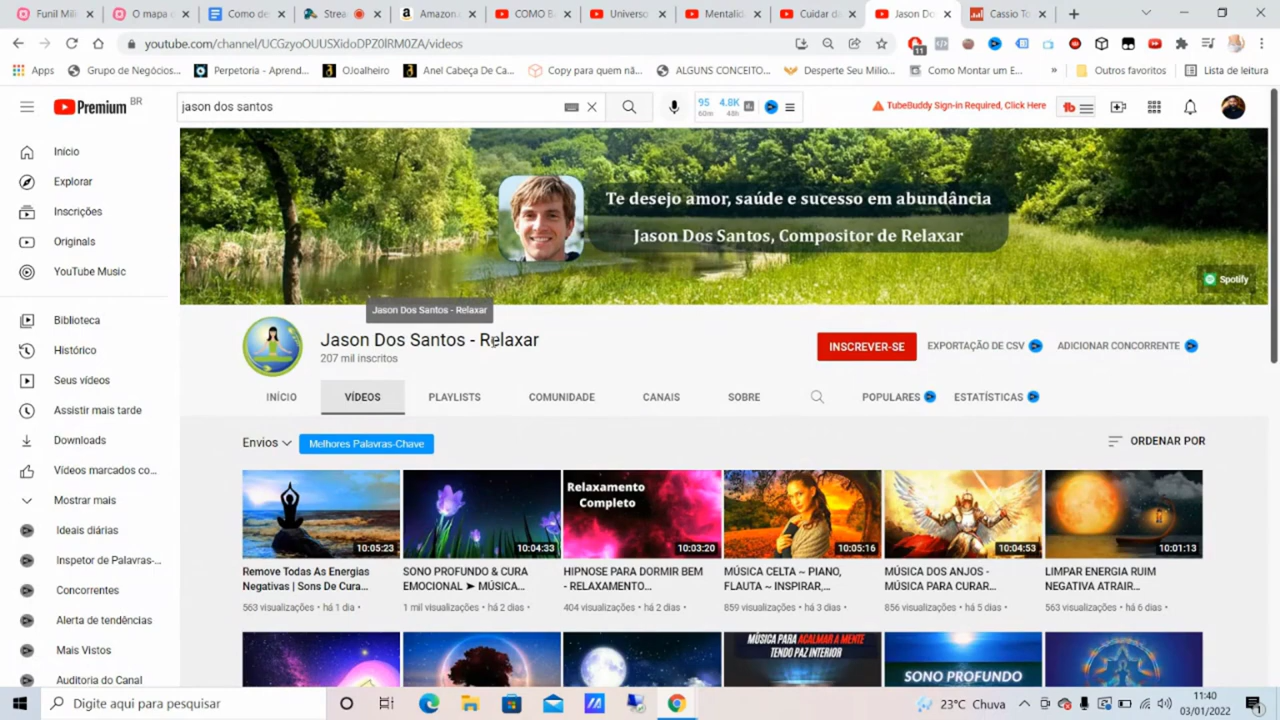 Funil Mili
O mapa c
Como de
Strea
Amazon.
COMO B
Universo
Mentalid
Cuidar da
Jason Do
Cassio To
youtube.com/channel/UCGzyoOUUSXidoDPZ0lRM0ZA/videos
11
Apps
Grupo de Negócios...
Perpetoria - Aprend...
OJoalheiro
Anel Cabeça De Ca...
Copy para quem nã...
ALGUNS CONCEITO...
Desperte Seu Milio...
Como Montar um E...
»
Outros favoritos
Lista de leitura
Premium BR
jason dos santos
95 4.8K
60m 48h
TubeBuddy Sign-in Required, Click Here
tb
Te desejo amor, saúde e sucesso em abundância
Jason Dos Santos, Compositor de Relaxar
Spotify
Início
Explorar
Inscrições
Originals
YouTube Music
Biblioteca
Histórico
Seus vídeos
Assistir mais tarde
Downloads
Vídeos marcados co...
Mostrar mais
Ideais diárias
Inspetor de Palavras-...
Concorrentes
Alerta de tendências
Mais Vistos
Auditoria do Canal
Jason Dos Santos - Relaxar
Jason Dos Santos - Relaxar
207 mil inscritos
INSCREVER-SE
EXPORTAÇÃO DE CSV
ADICIONAR CONCORRENTE
INÍCIO
VÍDEOS
PLAYLISTS
COMUNIDADE
CANAIS
SOBRE
POPULARES
ESTATÍSTICAS
Envios
Melhores Palavras-Chave
ORDENAR POR
10:05:23
10:04:33
Relaxamento
Completo
10:03:20
10:05:16
10:04:53
10:01:13
Remove Todas As Energias
Negativas | Sons De Cura...
563 visualizações • há 1 dia •
SONO PROFUNDO & CURA
EMOCIONAL ➤ MÚSICA...
1 mil visualizações • há 2 dias •
HIPNOSE PARA DORMIR BEM
- RELAXAMENTO...
404 visualizações • há 2 dias •
MÚSICA CELTA ~ PIANO,
FLAUTA ~ INSPIRAR,...
859 visualizações • há 3 dias •
MÚSICA DOS ANJOS -
MÚSICA PARA CURAR...
856 visualizações • há 5 dias •
LIMPAR ENERGIA RUIM
NEGATIVA ATRAIR...
563 visualizações • há 6 dias •
MÚSICA PARA ACALMAR A MENTE
TENDO PAZ INTERIOR
SONO PROFUNDO
Digite aqui para pesquisar
23°C Chuva
11:40
03/01/2022
1